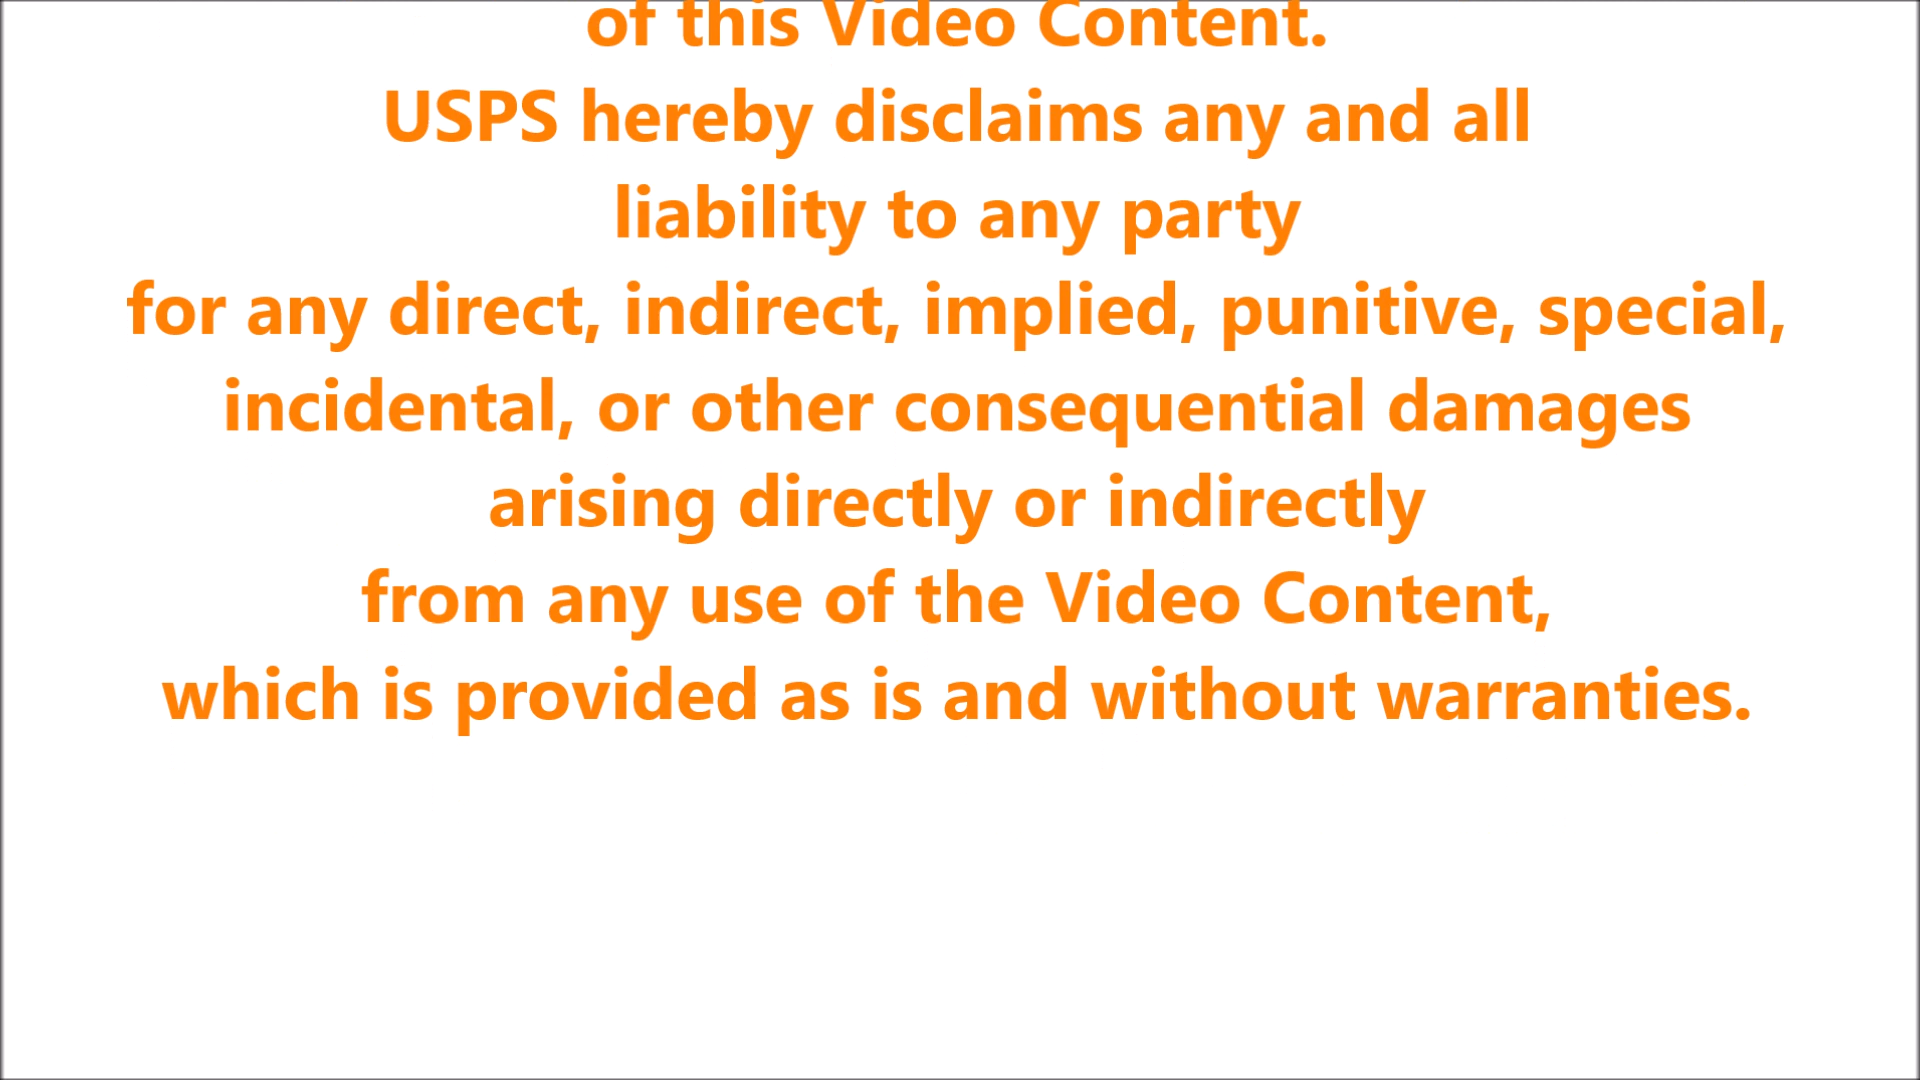 of this Video Content.
USPS hereby disclaims any and all
liability to any party
for any direct, indirect, implied, punitive, special,
incidental, or other consequential damages
arising directly or indirectly
from any use of the Video Content,
which is provided as is and without warranties.